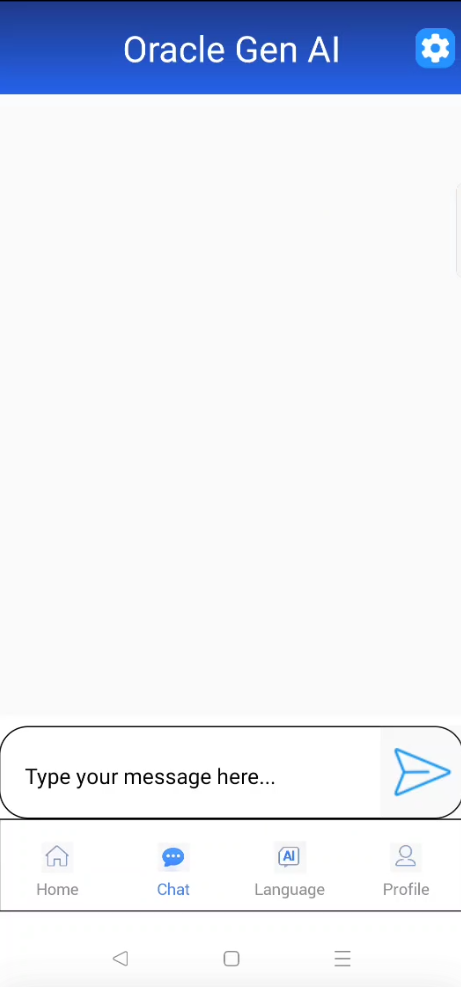 Oracle Gen AI
Type your message here...
AI
Home
Chat
Language
Profile